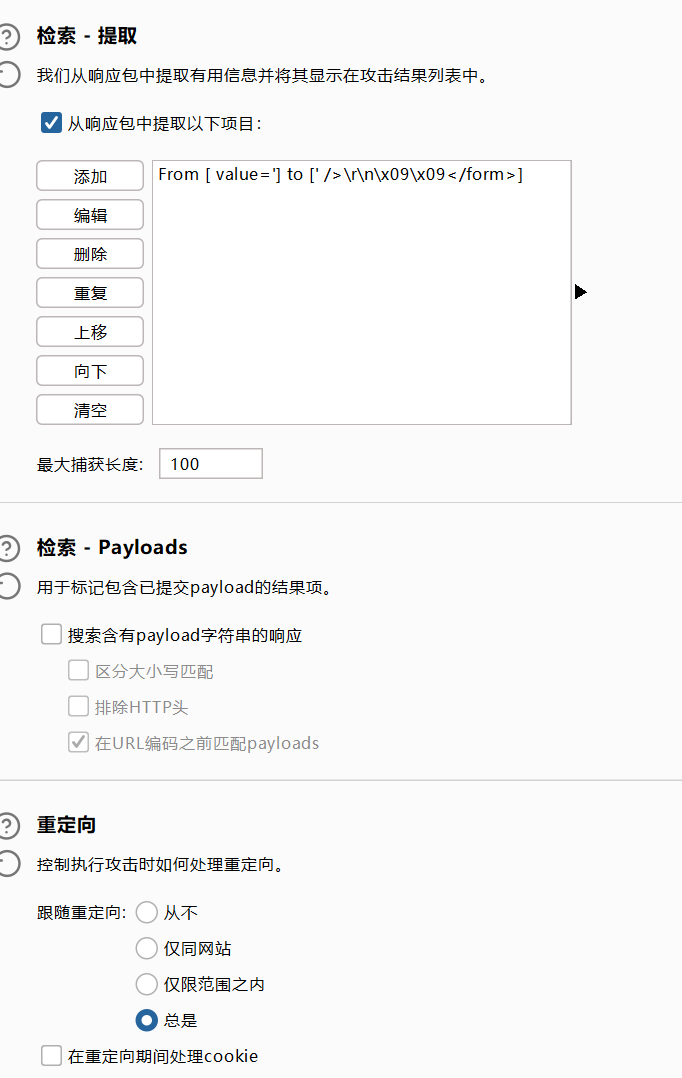 检索 - 提取
我们从响应包中提取有用信息并将其显示在攻击结果列表中。
从响应包中提取以下项目:
添加
From [ value='] to [' />\r\n\x09\x09</form>]
编辑
删除
重复
上移
向下
清空
最大捕获长度: 100
检索 - Payloads
用于标记包含已提交payload的结果项。
搜索含有payload字符串的响应
区分大小写匹配
排除HTTP头
在URL编码之前匹配payloads
重定向
控制执行攻击时如何处理重定向。
跟随重定向: 从不
仅同网站
仅限范围之内
总是
在重定向期间处理cookie